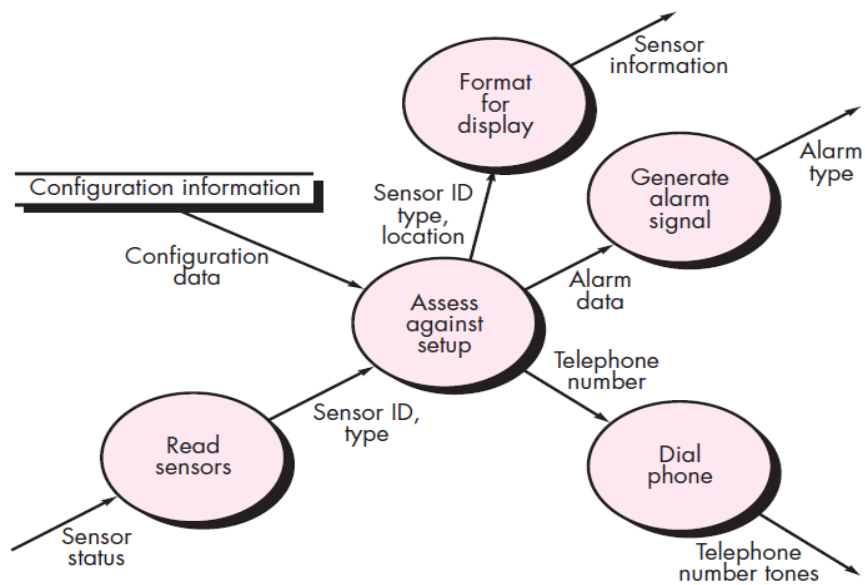 Sensor
information
Format
for
display
Alarm
type
Generate
alarm
signal
Configuration information
Sensor ID
type,
location
Configuration
data
Alarm
data
Assess
against
setup
Telephone
number
Sensor ID,
type
Read
sensors
Dial
phone
Sensor
status
Telephone
number tones